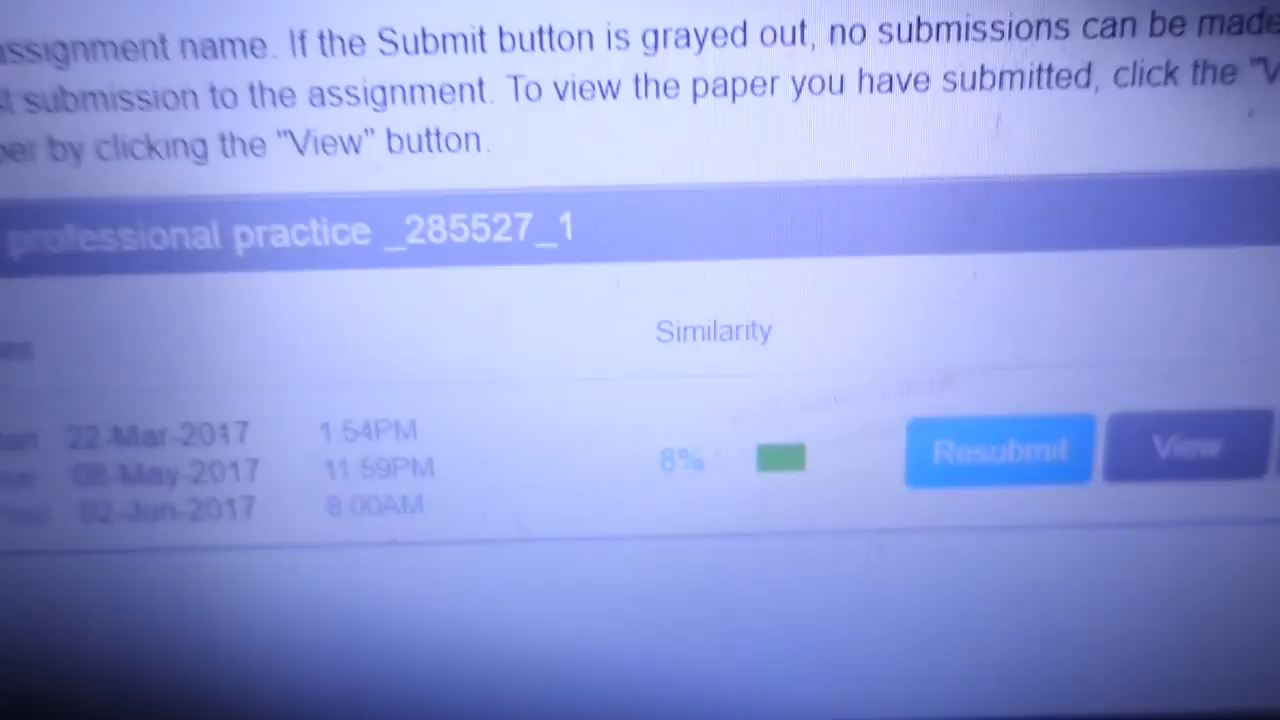 assignment name. If the Submit button is grayed out, no submissions can be made
submission to the assignment. To view the paper you have submitted, click the "V
by clicking the "View" button.
professional practice _285527_1
Similarity
22-Mar-2017 1:54PM
08-May-2017 11:59PM
02-Jun-2017 8:00AM
8%
Resubmit
View